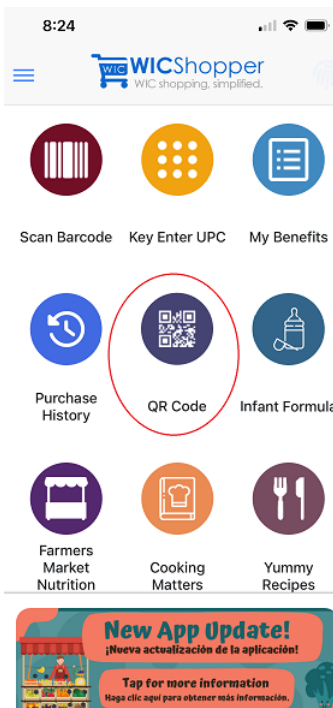 8:24
WIC WICShopper
WIC shopping, simplified.
Scan Barcode Key Enter UPC My Benefits
Purchase History QR Code Infant Formula
Farmers Market Nutrition Cooking Matters Yummy Recipes
New App Update!
¡Nueva actualización de la aplicación!
Tap for more information
Haga clic aquí para obtener más información.